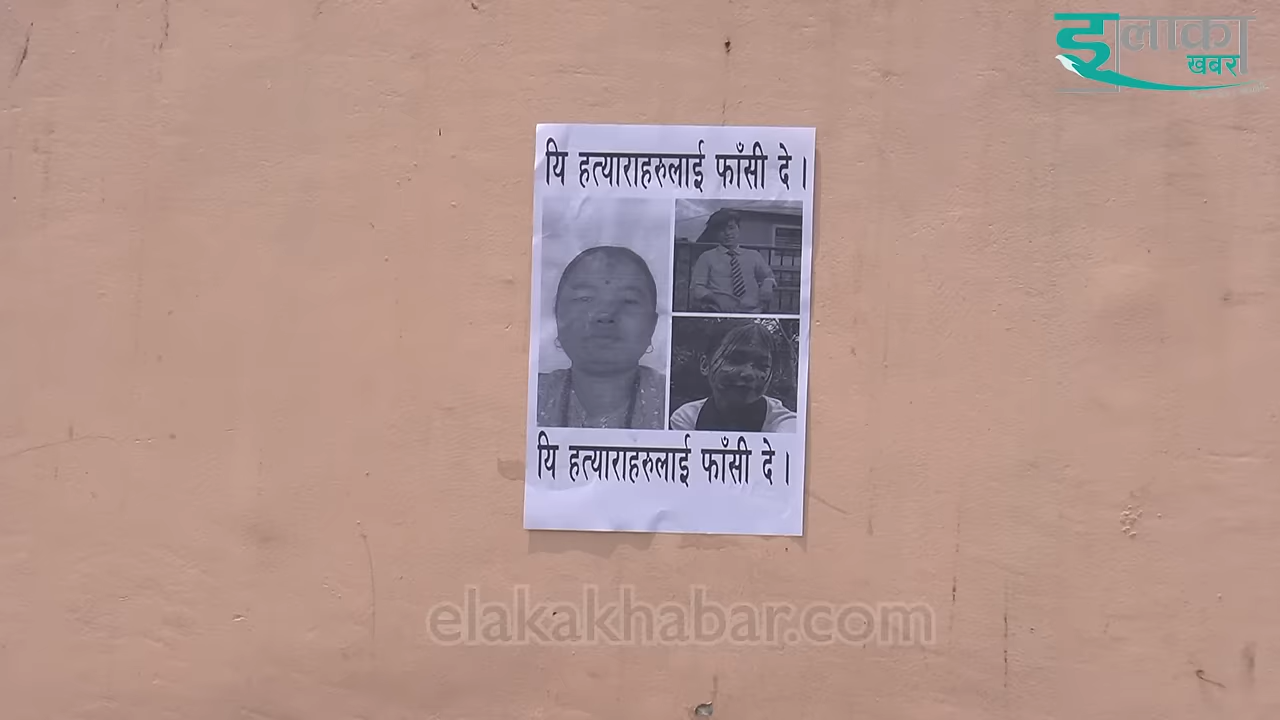 इलाका
खबर
यि हत्याराहरुलाई फाँसी दे ।
यि हत्याराहरुलाई फाँसी दे ।
elakakhabar.com